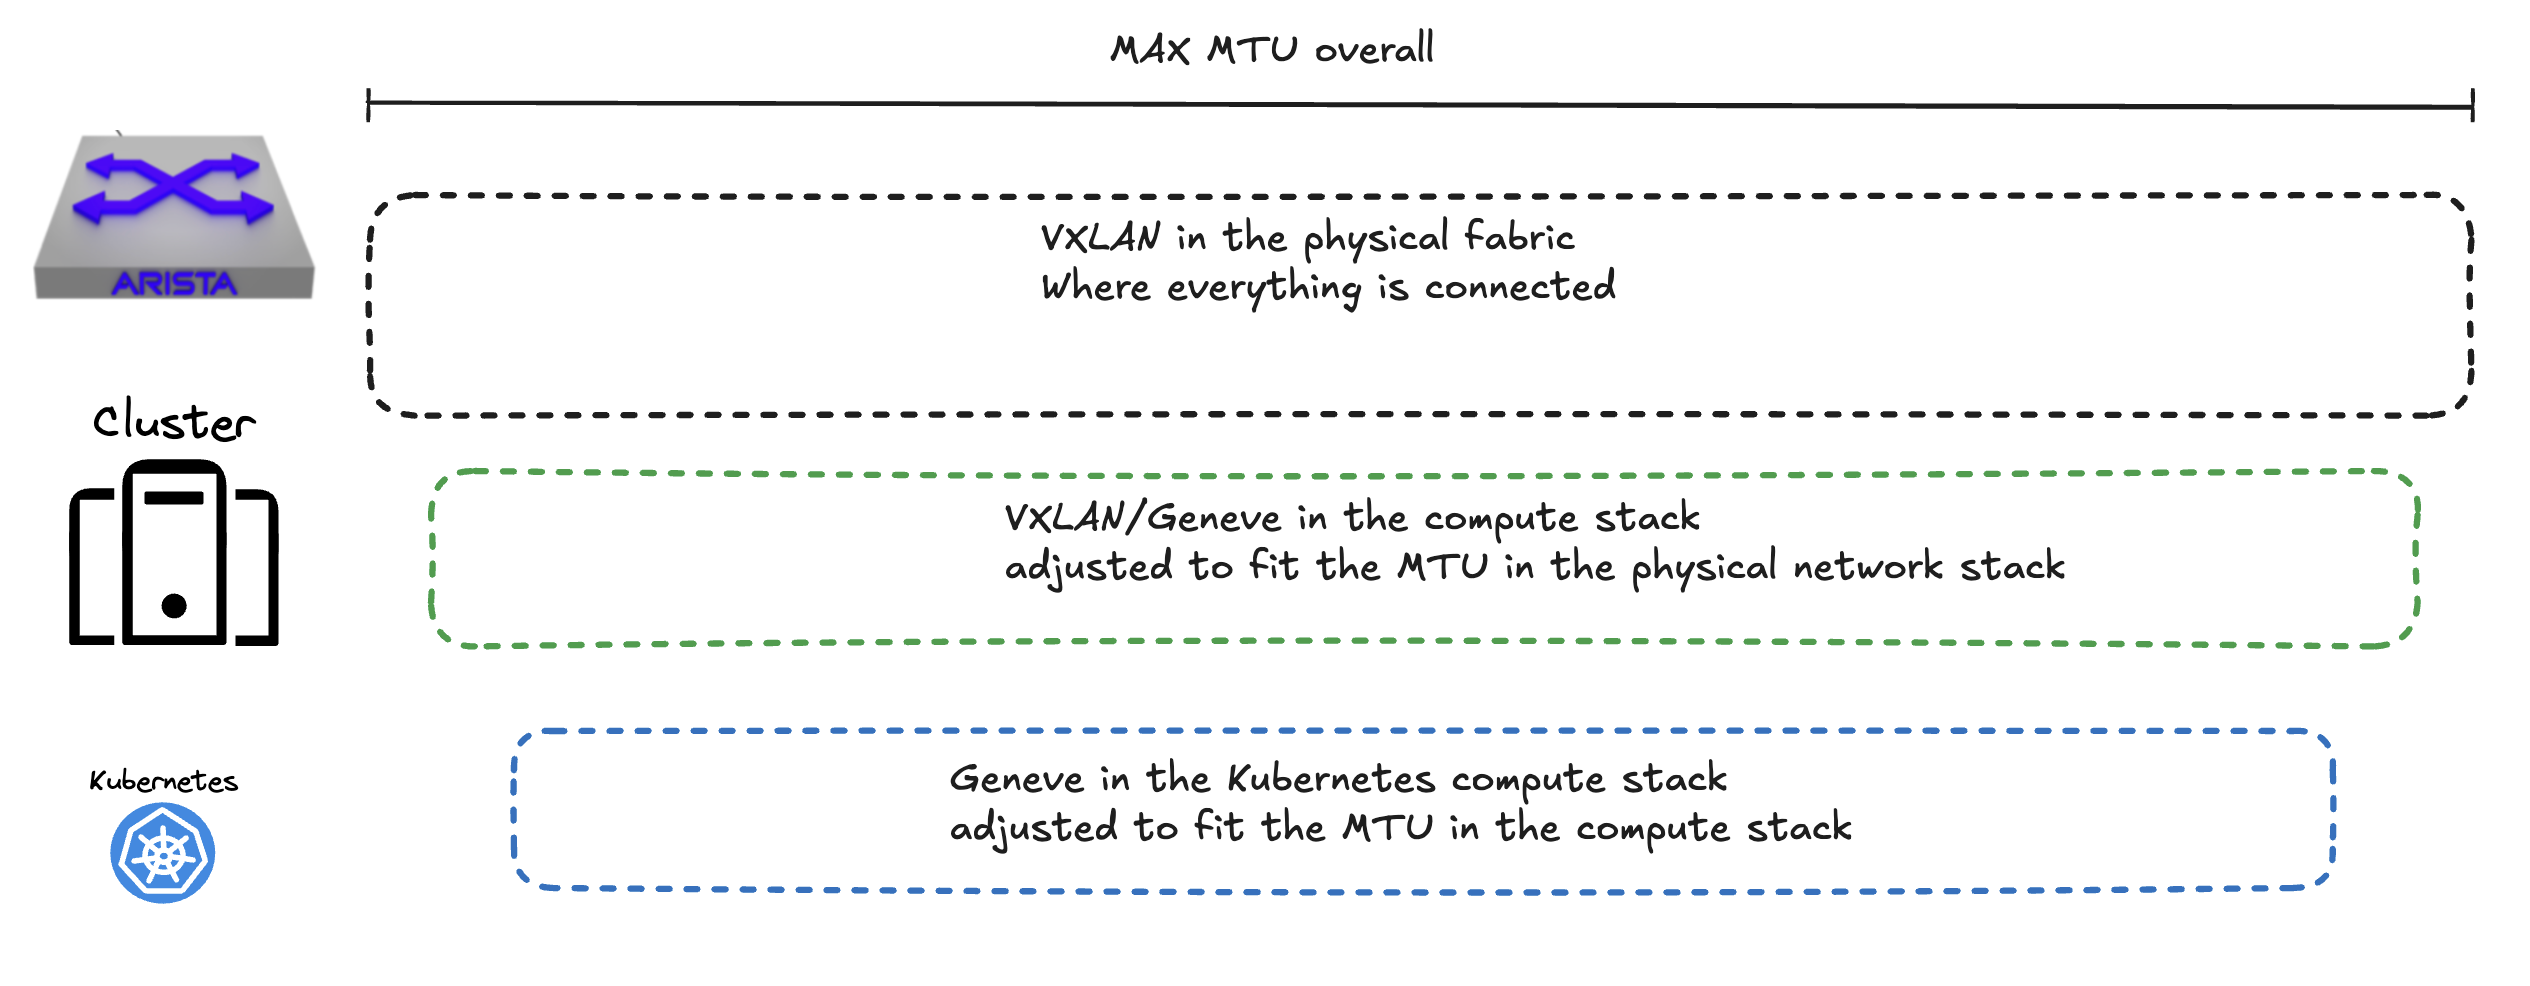 MAX MTU overall
ARISTA
VXLAN in the physical fabric
Where everything is connected
Cluster
VXLAN/Geneve in the compute stack
adjusted to fit the MTU in the physical network stack
Kubernetes
Geneve in the Kubernetes compute stack
adjusted to fit the MTU in the compute stack